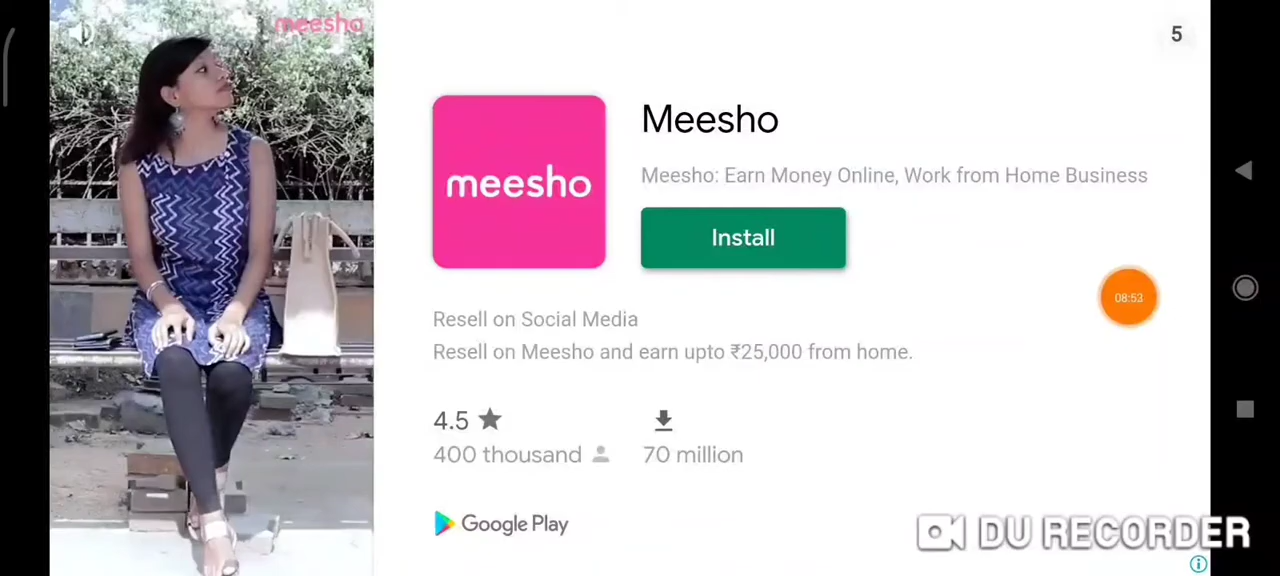 meesho
5
meesho
Meesho
Meesho: Earn Money Online, Work from Home Business
Install
08:53
Resell on Social Media
Resell on Meesho and earn upto ₹25,000 from home.
4.5
400 thousand
70 million
Google Play
DU RECORDER